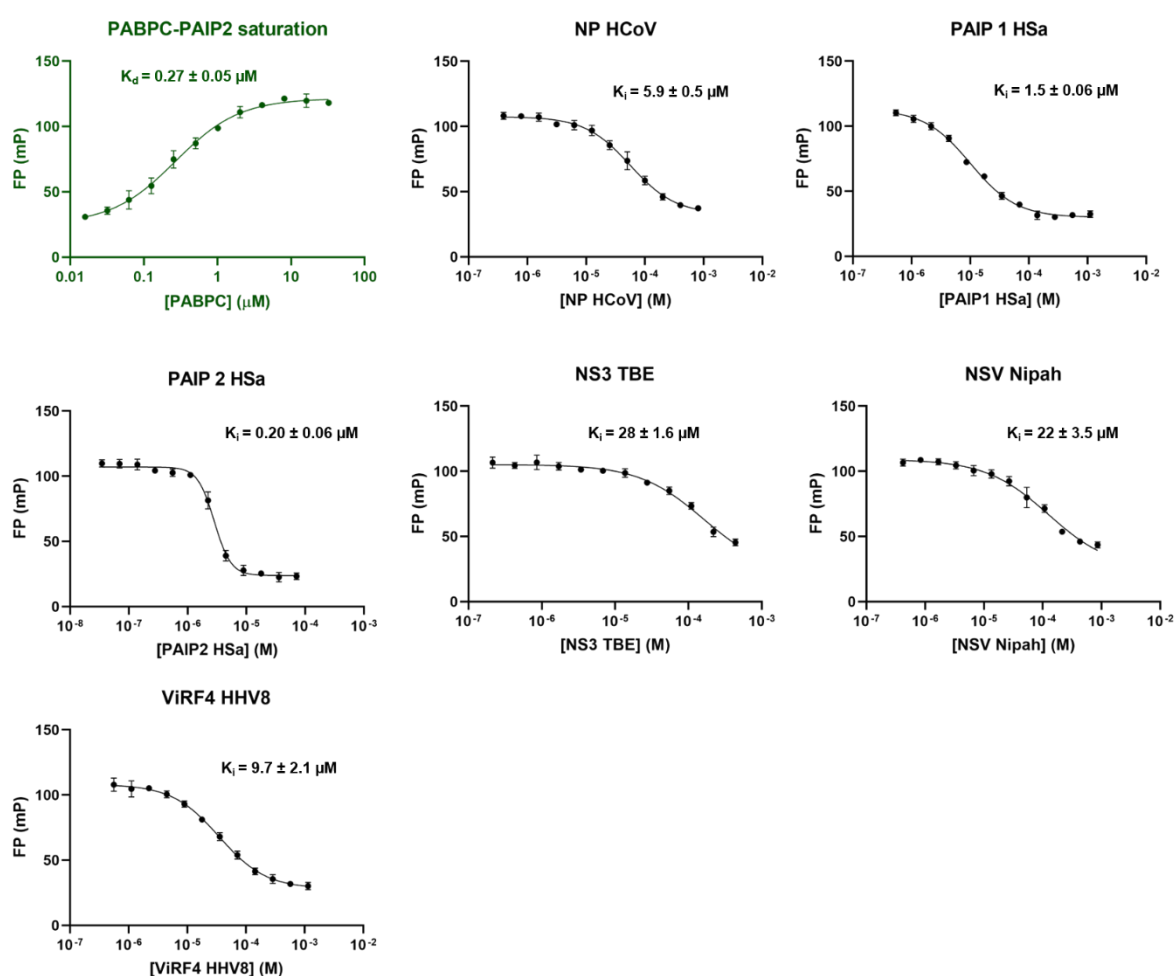 PABPC-PAIP2 saturation
K_d = 0.27 ± 0.05 µM
FP (mP)
150
100
50
0
0.01 0.1 1 10 100
[PABPC] (µM)
NP HCoV
K_i = 5.9 ± 0.5 µM
FP (mP)
150
100
50
0
10^-7 10^-6 10^-5 10^-4 10^-3 10^-2
[NP HCoV] (M)
PAIP 1 HSa
K_i = 1.5 ± 0.06 µM
FP (mP)
150
100
50
0
10^-7 10^-6 10^-5 10^-4 10^-3 10^-2
[PAIP1 HSa] (M)
PAIP 2 HSa
K_i = 0.20 ± 0.06 µM
FP (mP)
150
100
50
0
10^-8 10^-7 10^-6 10^-5 10^-4 10^-3
[PAIP2 HSa] (M)
NS3 TBE
K_i = 28 ± 1.6 µM
FP (mP)
150
100
50
0
10^-7 10^-6 10^-5 10^-4 10^-3 10^-2
[NS3 TBE] (M)
NSV Nipah
K_i = 22 ± 3.5 µM
FP (mP)
150
100
50
0
10^-7 10^-6 10^-5 10^-4 10^-3 10^-2
[NSV Nipah] (M)
ViRF4 HHV8
K_i = 9.7 ± 2.1 µM
FP (mP)
150
100
50
0
10^-7 10^-6 10^-5 10^-4 10^-3 10^-2
[ViRF4 HHV8] (M)